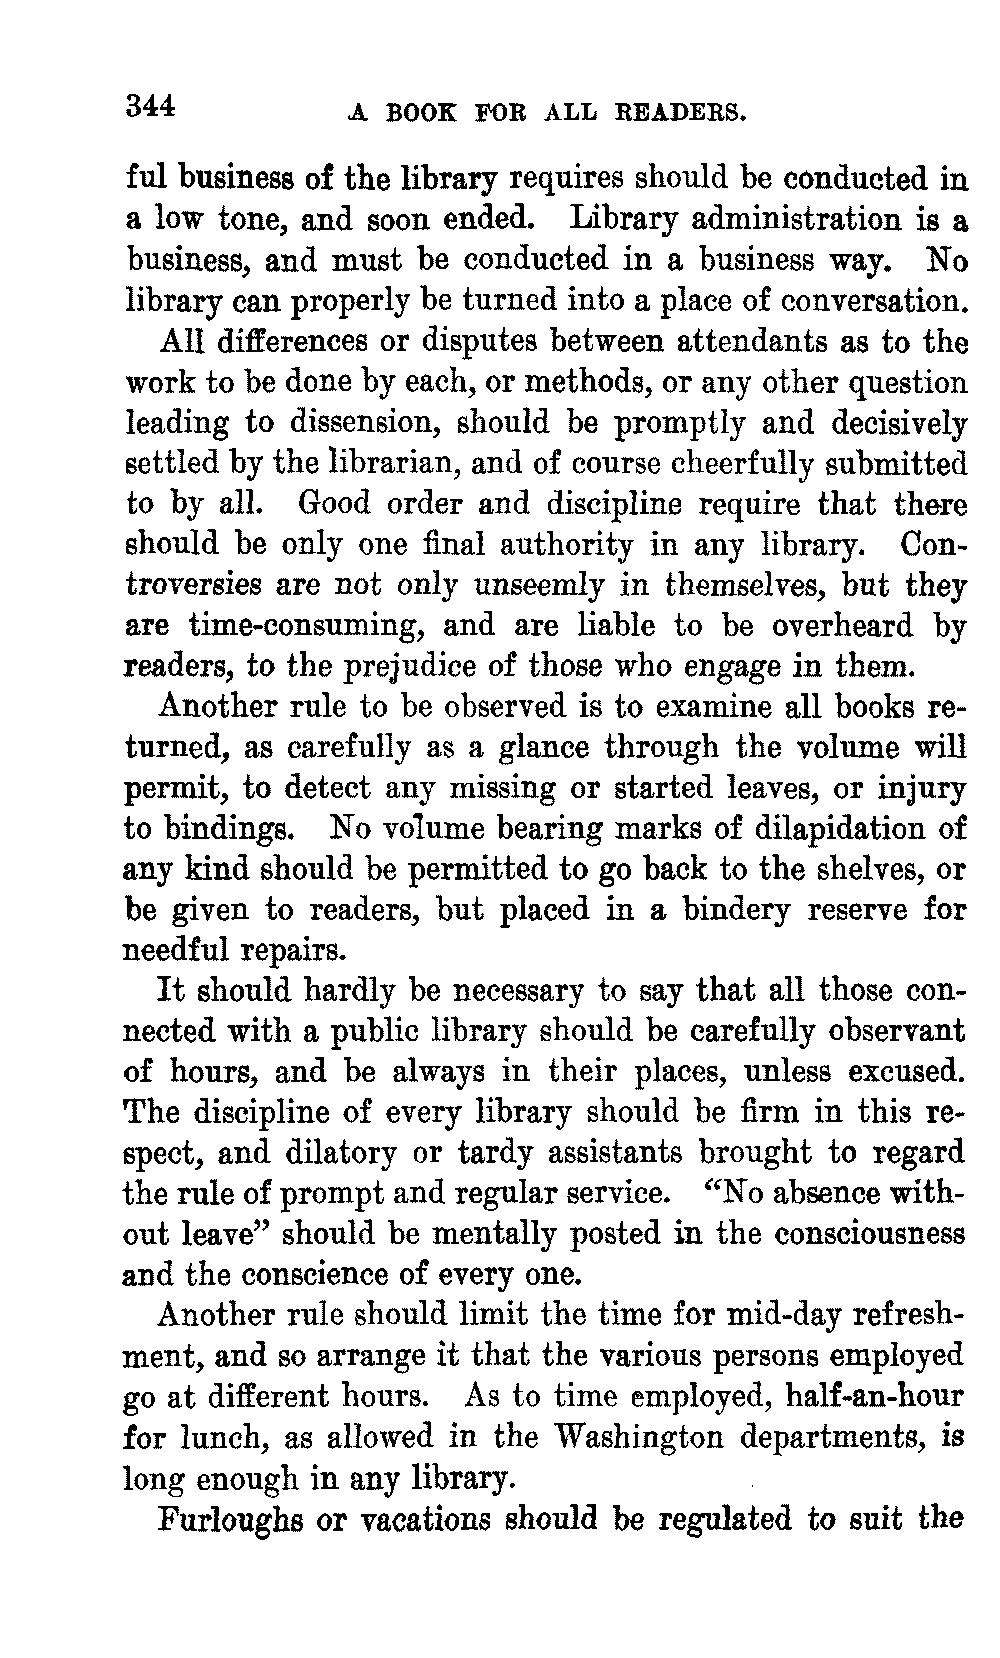 344 A BOOK FOR ALL READERS.
ful business of the library requires should be conducted in
a low tone, and soon ended. Library administration is a
business, and must be conducted in a business way. No
library can properly be turned into a place of conversation.
All differences or disputes between attendants as to the
work to be done by each, or methods, or any other question
leading to dissension, should be promptly and decisively
settled by the librarian, and of course cheerfully submitted
to by all. Good order and discipline require that there
should be only one final authority in any library. Con-
troversies are not only unseemly in themselves, but they
are time-consuming, and are liable to be overheard by
readers, to the prejudice of those who engage in them.
Another rule to be observed is to examine all books re-
turned, as carefully as a glance through the volume will
permit, to detect any missing or started leaves, or injury
to bindings. No volume bearing marks of dilapidation of
any kind should be permitted to go back to the shelves, or
be given to readers, but placed in a bindery reserve for
needful repairs.
It should hardly be necessary to say that all those con-
nected with a public library should be carefully observant
of hours, and be always in their places, unless excused.
The discipline of every library should be firm in this re-
spect, and dilatory or tardy assistants brought to regard
the rule of prompt and regular service. “No absence with-
out leave” should be mentally posted in the consciousness
and the conscience of every one.
Another rule should limit the time for mid-day refresh-
ment, and so arrange it that the various persons employed
go at different hours. As to time employed, half-an-hour
for lunch, as allowed in the Washington departments, is
long enough in any library.
Furloughs or vacations should be regulated to suit the